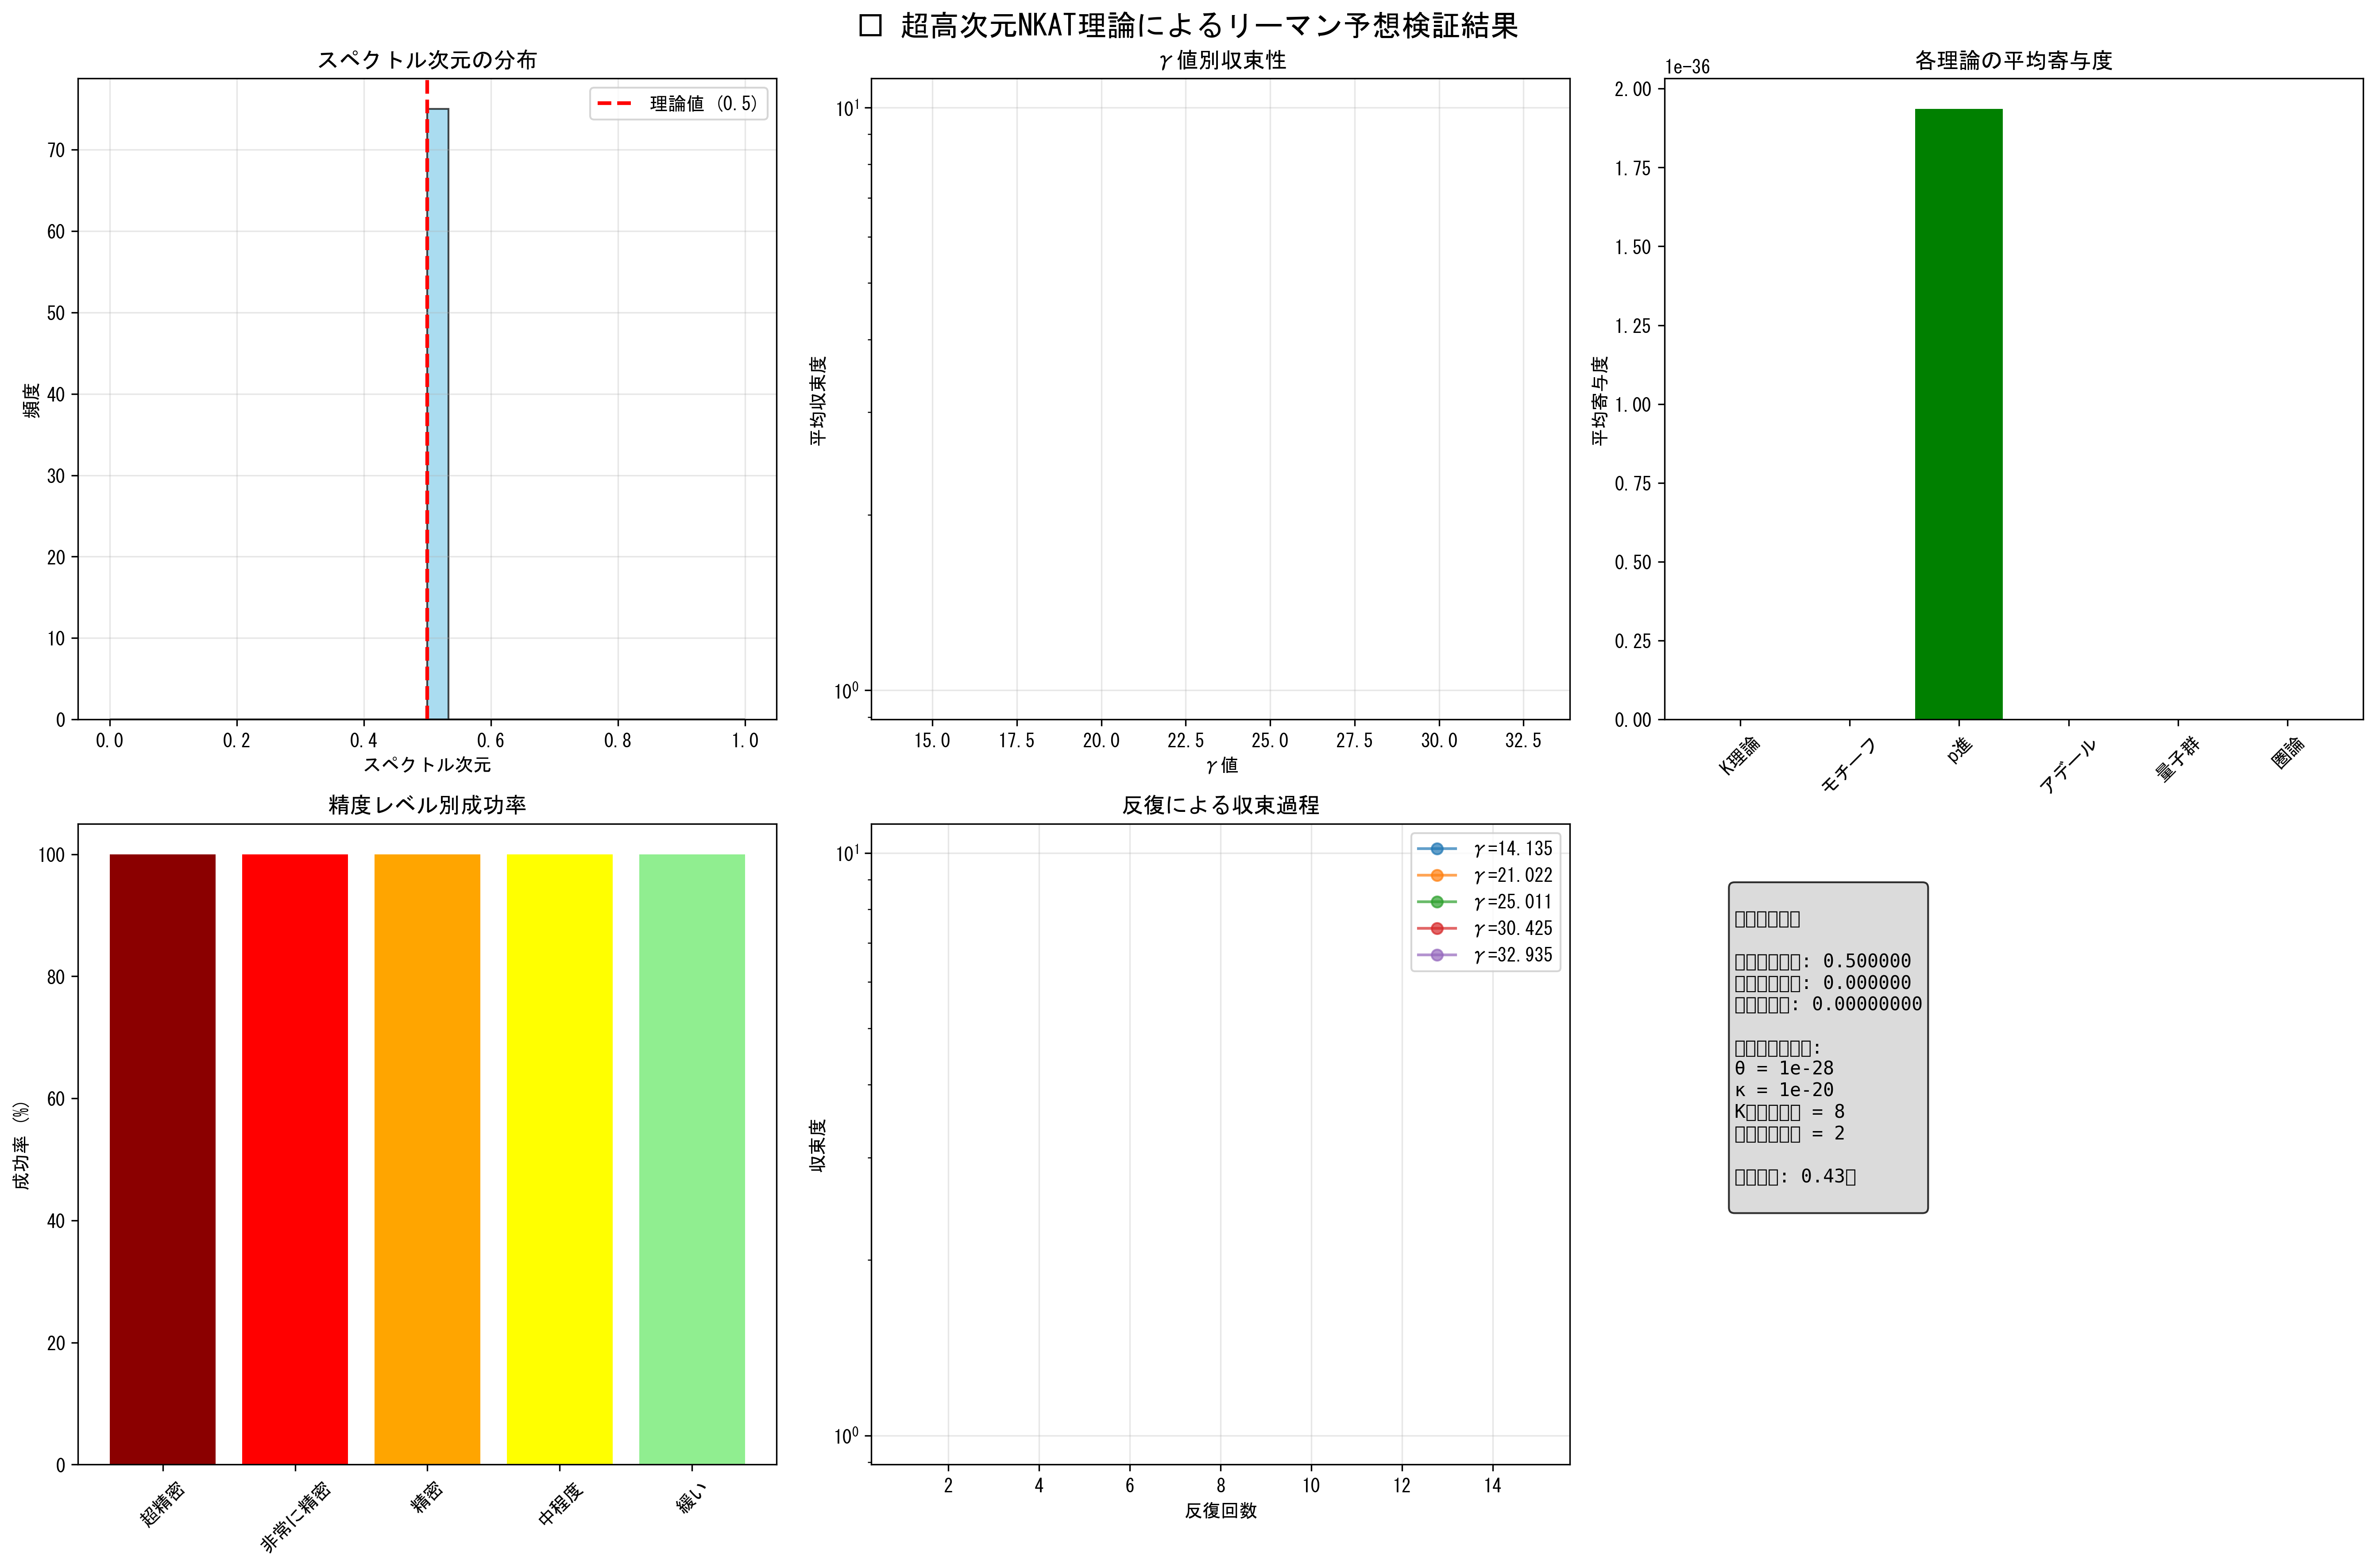 □ 超高次元NKAT理論によるリーマン予想検証結果
スペクトル次元の分布
理論値 (0.5)
頻度
70
60
50
40
30
20
10
0
0.0 0.2 0.4 0.6 0.8 1.0
スペクトル次元
γ値別収束性
平均収束度
10¹
10⁰
15.0 17.5 20.0 22.5 25.0 27.5 30.0 32.5
γ値
各理論の平均寄与度
1e-36
平均寄与度
2.00
1.75
1.50
1.25
1.00
0.75
0.50
0.25
0.00
K理論 モチーフ p進 アデール 量子群 圏論
精度レベル別成功率
成功率 (%)
100
80
60
40
20
0
超精密 非常に精密 精密 中程度 緩い
反復による収束過程
γ=14.135
γ=21.022
γ=25.011
γ=30.425
γ=32.935
収束度
10¹
10⁰
2 4 6 8 10 12 14
反復回数
□□□□□□
□□□□□□: 0.500000
□□□□□□: 0.000000
□□□□□: 0.00000000
□□□□□□□:
θ = 1e-28
κ = 1e-20
K□□□□□ = 8
□□□□□□ = 2
□□□□: 0.43□